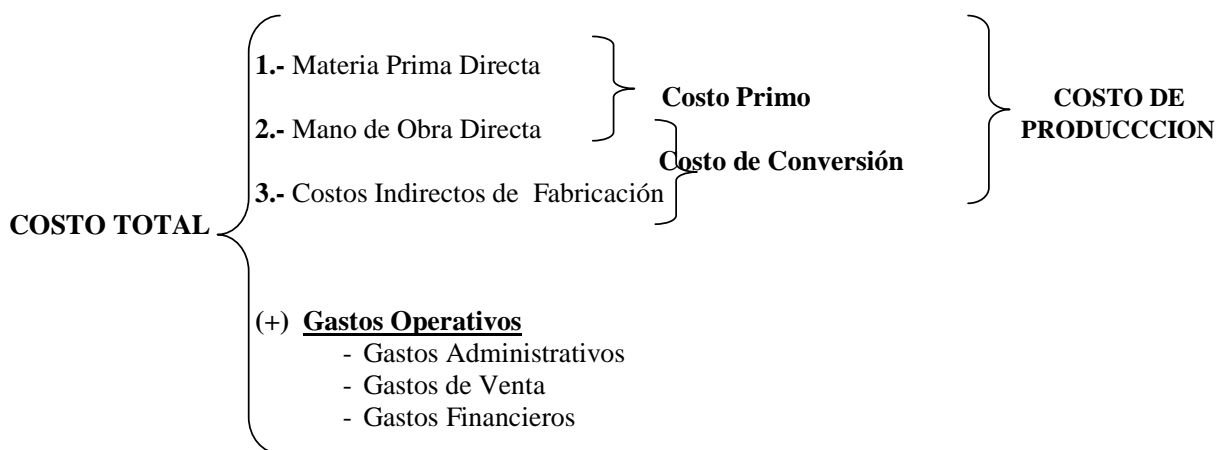 1.- Materia Prima Directa
Costo Primo
COSTO DE
PRODUCCCION
2.- Mano de Obra Directa
Costo de Conversión
3.- Costos Indirectos de Fabricación
COSTO TOTAL
(+) Gastos Operativos
- Gastos Administrativos
- Gastos de Venta
- Gastos Financieros